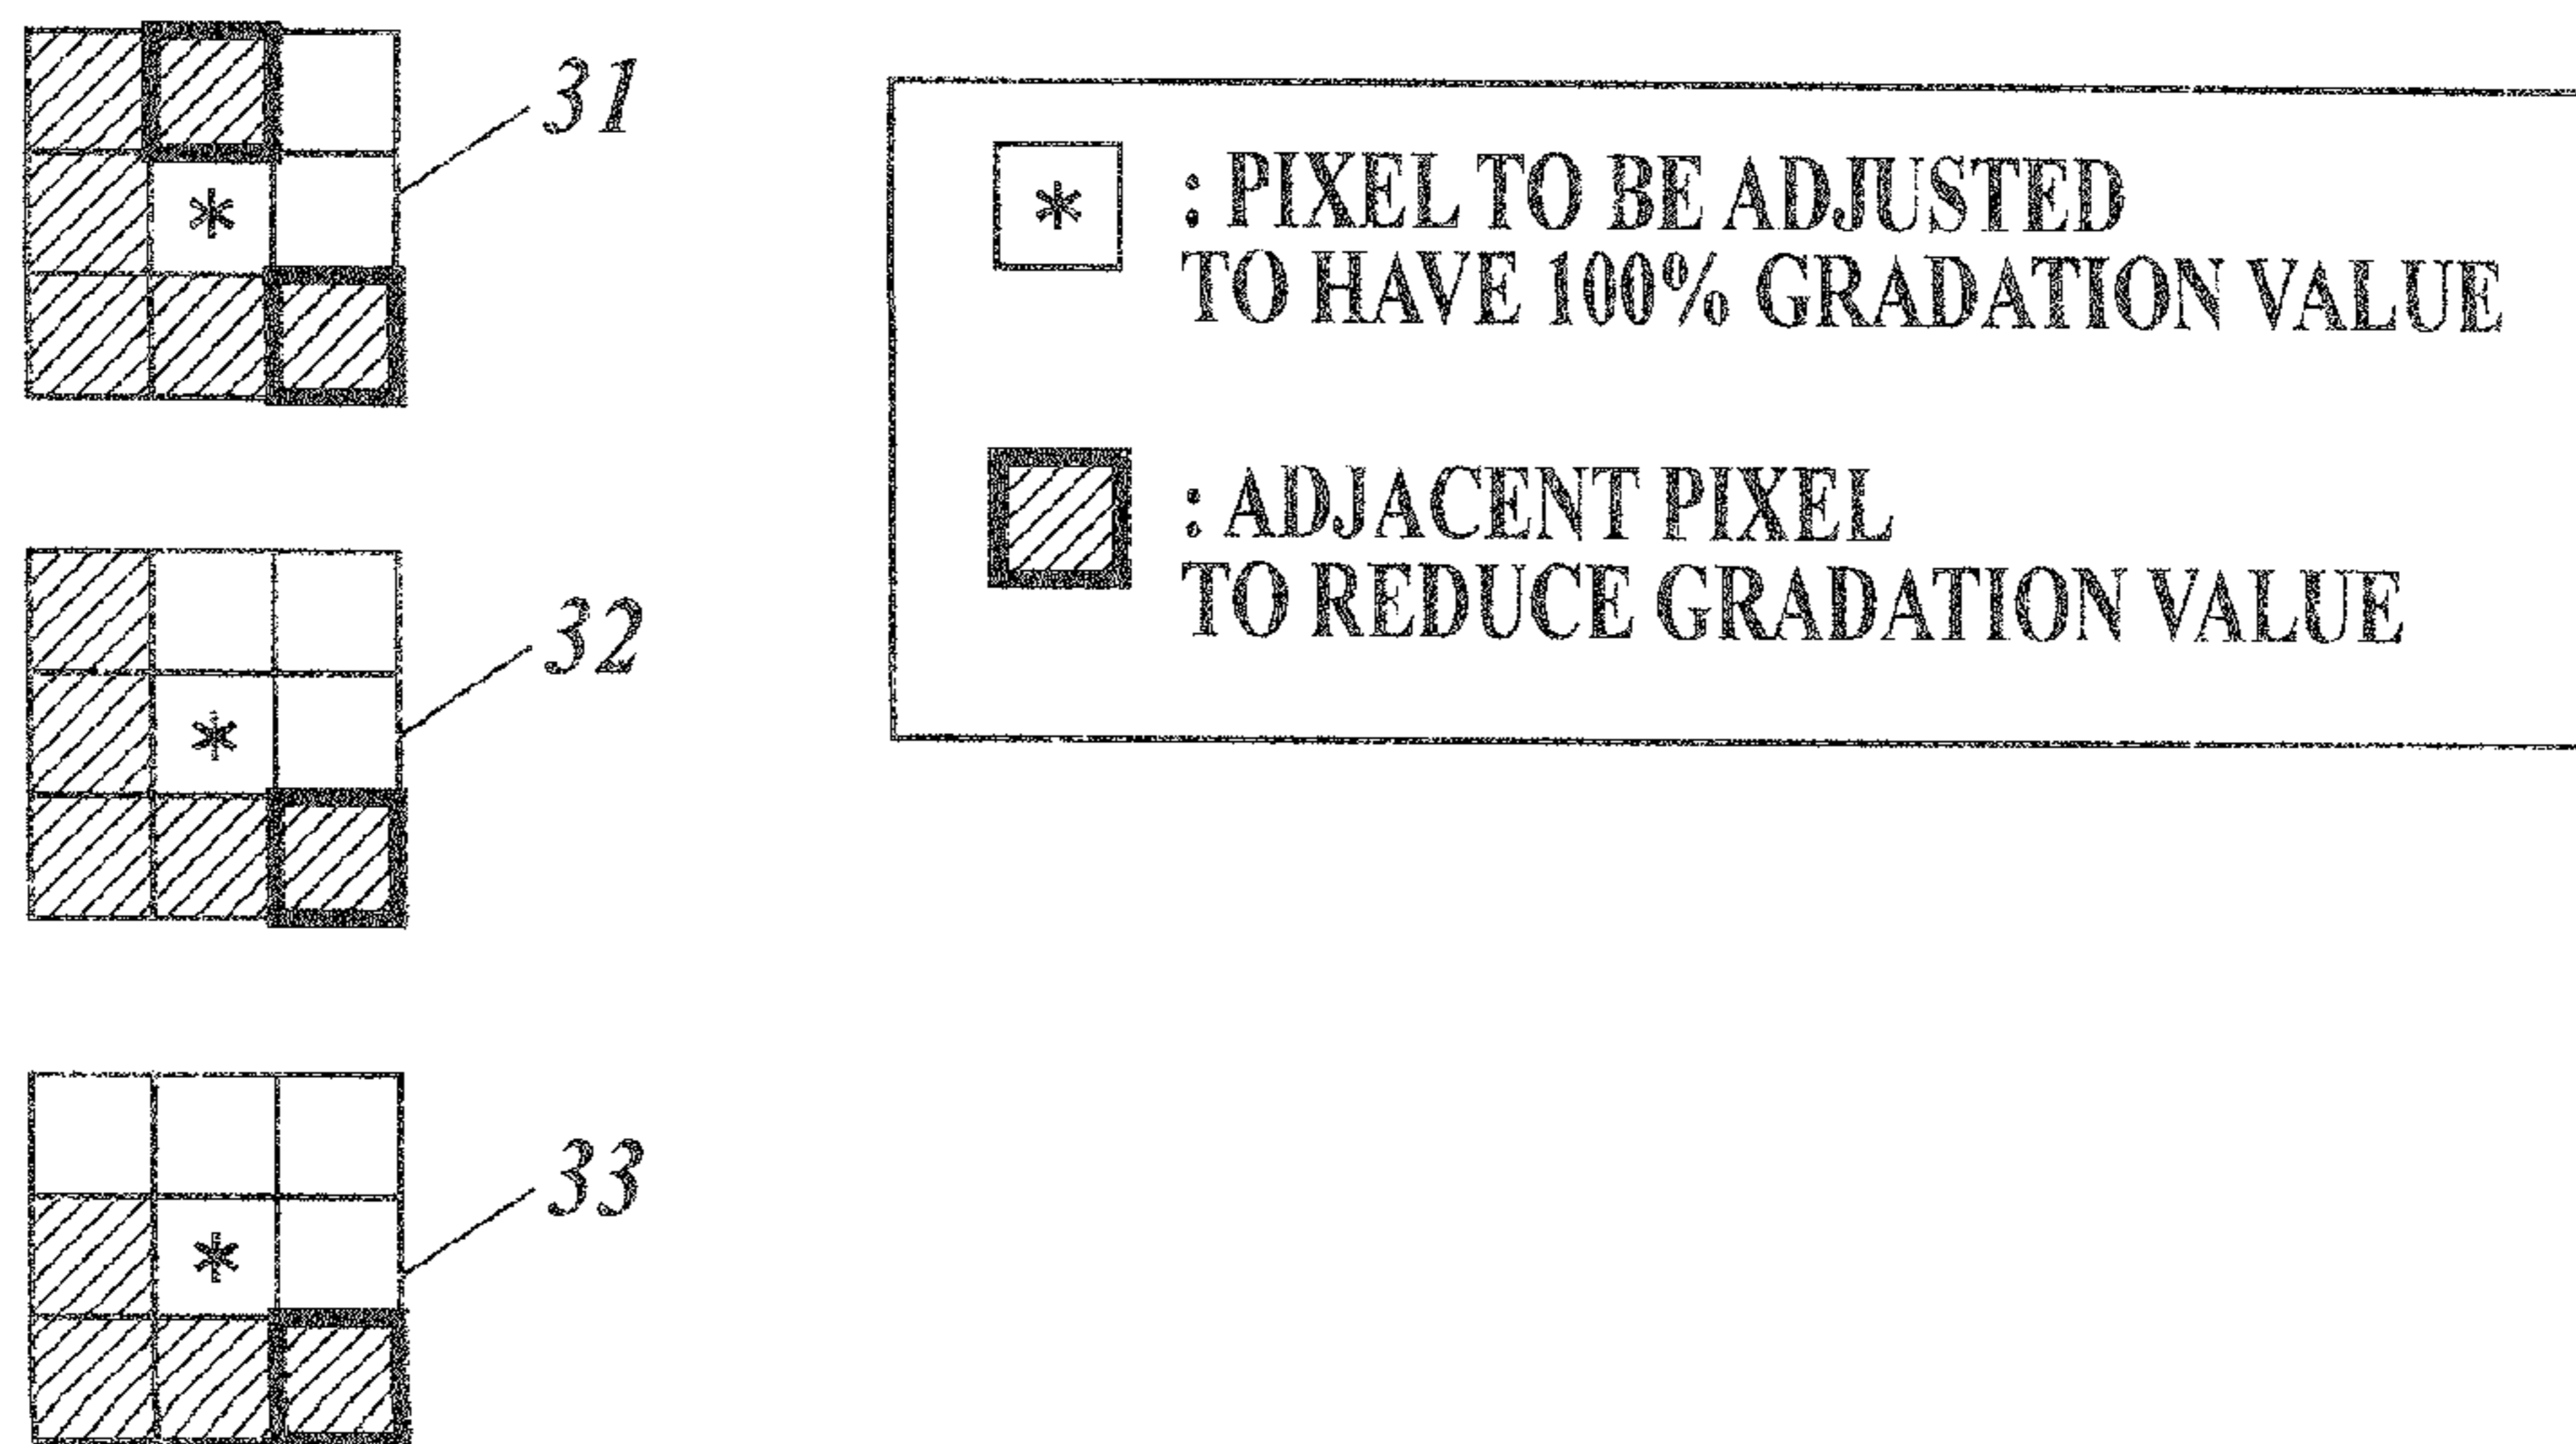 31
*
* : PIXEL TO BE ADJUSTED
TO HAVE 100% GRADATION VALUE
: ADJACENT PIXEL
TO REDUCE GRADATION VALUE
32
*
33
*